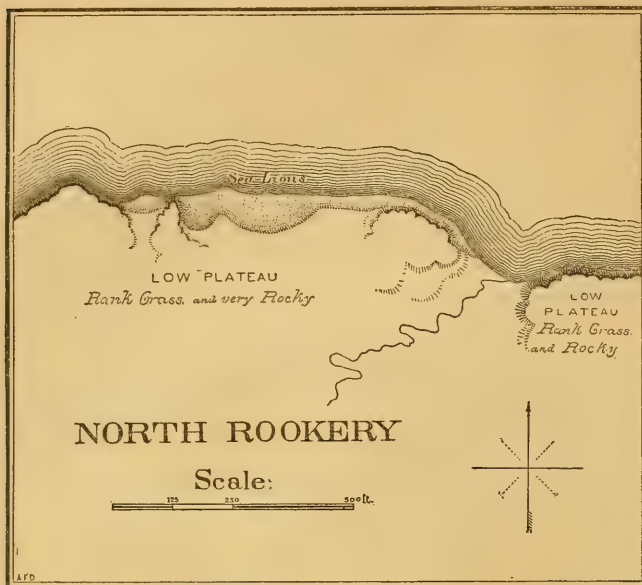 Sea-Lions
LOW PLATEAU
Rank Grass. and very Rocky
LOW
PLATEAU
Rank Grass.
and Rocky
NORTH ROOKERY
Scale:
125 250 500 ft.
AFD